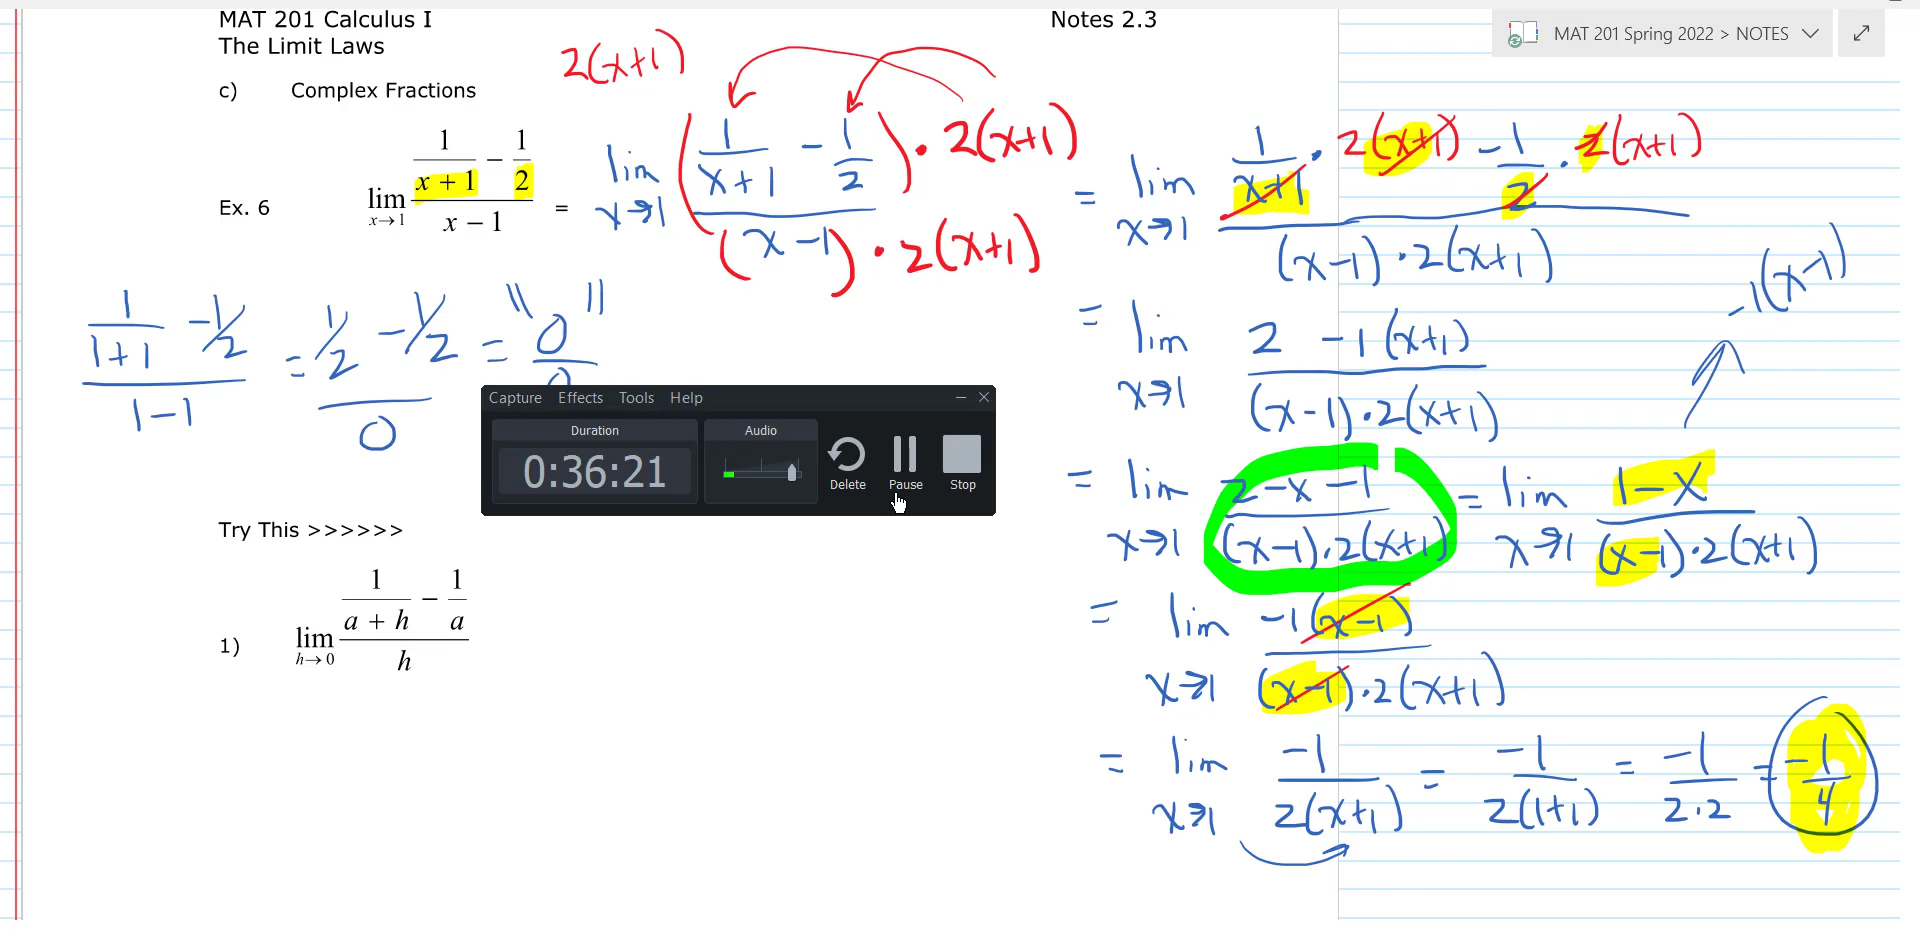 MAT 201 Calculus I
Notes 2.3
MAT 201 Spring 2022 > NOTES
The Limit Laws
c) Complex Fractions
2(x+1)
Ex. 6 lim x→1 (1/(x + 1) − 1/2)/(x − 1) = lim x→1 (1/(x+1) − 1/2) · 2(x+1) / (x−1) · 2(x+1)
= lim x→1 (1/(x+1) · 2(x+1) − 1/2 · 2(x+1)) / ((x−1) · 2(x+1))
(1/(1+1) − 1/2)/(1−1) = (1/2 − 1/2)/0 = "0/0"
= lim x→1 (2 − 1(x+1)) / ((x−1) · 2(x+1))
−1(x−1)
= lim x→1 (2−x−1) / ((x−1) · 2(x+1)) = lim x→1 (1−x) / ((x−1) · 2(x+1))
= lim x→1 −1(x−1) / ((x−1) · 2(x+1))
= lim x→1 −1/(2(x+1)) = −1/(2(1+1)) = −1/(2·2) = −1/4
Capture Effects Tools Help
Duration Audio
0:36:21
Delete Pause Stop
Try This >>>>>>
1) lim h→0 (1/(a + h) − 1/a)/h